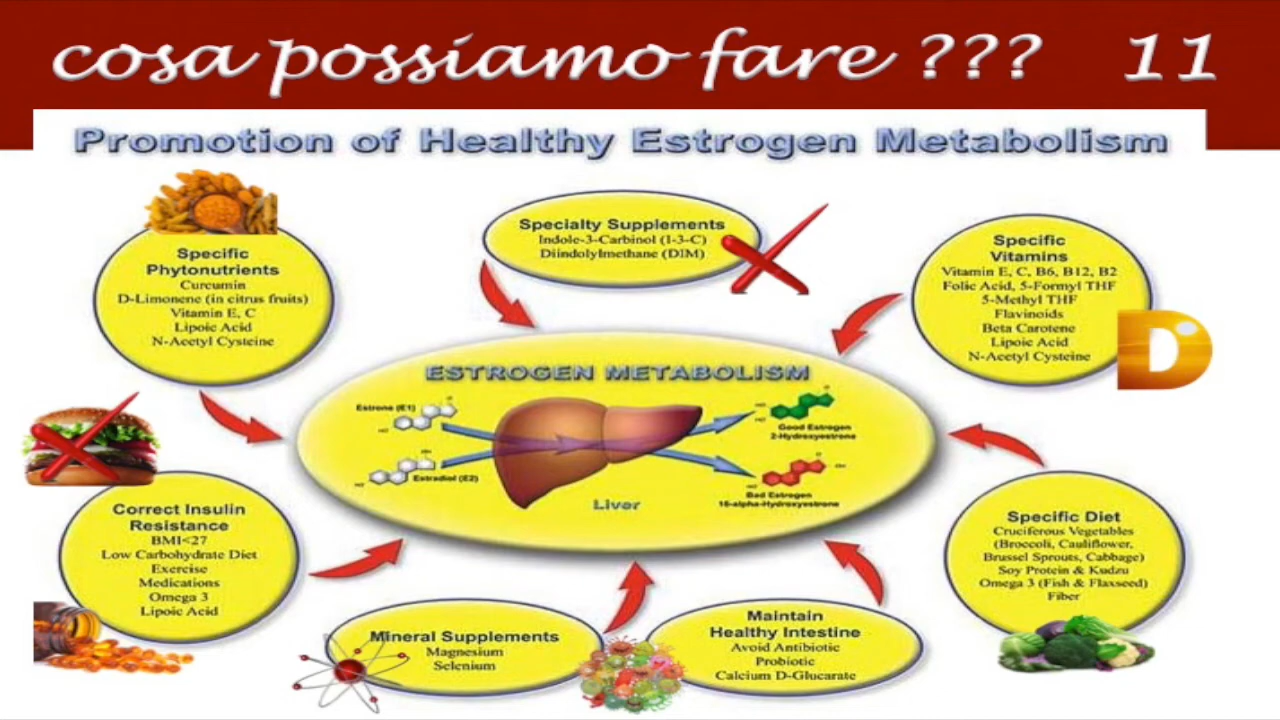 cosa possiamo fare ??? 11
Promotion of Healthy Estrogen Metabolism
Specialty Supplements
Indole-3-Carbinol (I-3-C)
Diindolylmethane (DIM)
Specific
Phytonutrients
Curcumin
D-Limonene (in citrus fruits)
Vitamin E, C
Lipoic Acid
N-Acetyl Cysteine
Specific
Vitamins
Vitamin E, C, B6, B12, B2
Folic Acid, 5-Formyl THF
5-Methyl THF
Flavinoids
Beta Carotene
Lipoic Acid
N-Acetyl Cysteine
D
ESTROGEN METABOLISM
Estrone (E1)
Estradiol (E2)
Good Estrogen
2-Hydroxyestrone
Bad Estrogen
16-alpha-Hydroxyestrone
Liver
Correct Insulin
Resistance
BMI<27
Low Carbohydrate Diet
Exercise
Medications
Omega 3
Lipoic Acid
Specific Diet
Cruciferous Vegetables
(Broccoli, Cauliflower,
Brussel Sprouts, Cabbage)
Soy Protein & Kudzu
Omega 3 (Fish & Flaxseed)
Fiber
Mineral Supplements
Magnesium
Selenium
Maintain
Healthy Intestine
Avoid Antibiotic
Probiotic
Calcium D-Glucarate